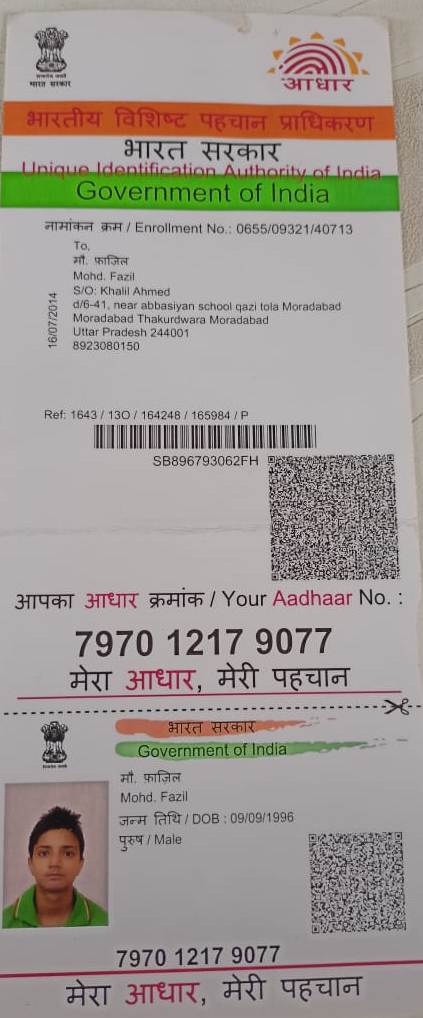 भारत सरकार
आधार
भारतीय विशिष्ट पहचान प्राधिकरण
भारत सरकार
Unique Identification Authority of India
Government of India
नामांकन क्रम / Enrollment No.: 0655/09321/40713
To,
मौ. फ़ाज़िल
Mohd. Fazil
S/O: Khalil Ahmed
d/6-41, near abbasiyan school qazi tola Moradabad
Moradabad Thakurdwara Moradabad
Uttar Pradesh 244001
8923080150
16/07/2014
Ref: 1643 / 13O / 164248 / 165984 / P
SB896793062FH
आपका आधार क्रमांक / Your Aadhaar No. :
7970 1217 9077
मेरा आधार, मेरी पहचान
भारत सरकार
Government of India
मौ. फ़ाज़िल
Mohd. Fazil
जन्म तिथि / DOB : 09/09/1996
पुरुष / Male
7970 1217 9077
मेरा आधार, मेरी पहचान